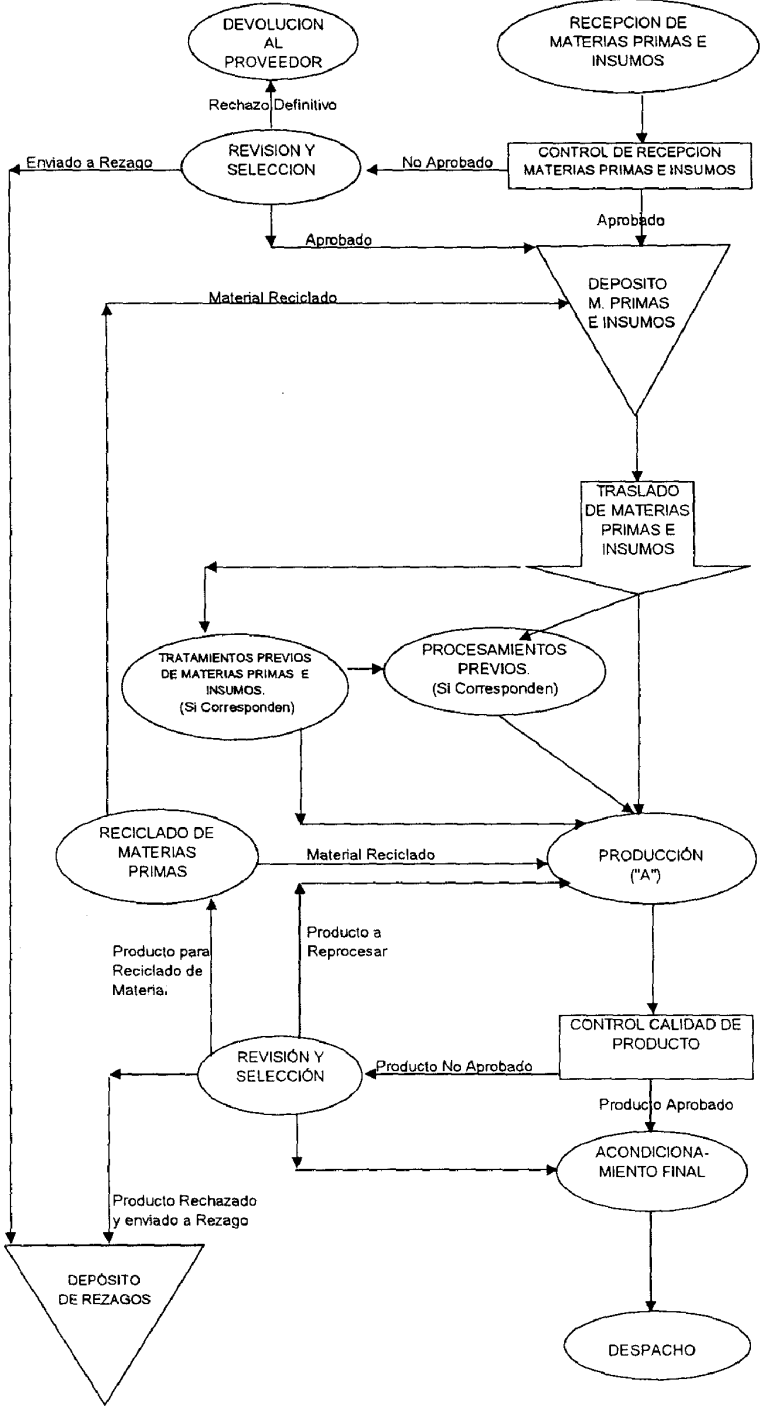 DEVOLUCION
AL
PROVEEDOR
RECEPCION DE
MATERIAS PRIMAS E
INSUMOS
Rechazo Definitivo
Enviado a Rezago
REVISION Y
SELECCION
No Aprobado
CONTROL DE RECEPCION
MATERIAS PRIMAS E INSUMOS
Aprobado
Aprobado
DEPOSITO
M. PRIMAS
E INSUMOS
Material Reciclado
TRASLADO
DE MATERIAS
PRIMAS E
INSUMOS
TRATAMIENTOS PREVIOS
DE MATERIAS PRIMAS E
INSUMOS.
(Si Corresponden)
PROCESAMIENTOS
PREVIOS.
(Si Corresponden)
RECICLADO DE
MATERIAS
PRIMAS
Material Reciclado
PRODUCCIÓN
("A")
Producto para
Reciclado de
Material
Producto a
Reprocesar
CONTROL CALIDAD DE
PRODUCTO
REVISIÓN Y
SELECCIÓN
Producto No Aprobado
Producto Aprobado
ACONDICIONA-
MIENTO FINAL
Producto Rechazado
y enviado a Rezago
DEPÓSITO
DE REZAGOS
DESPACHO